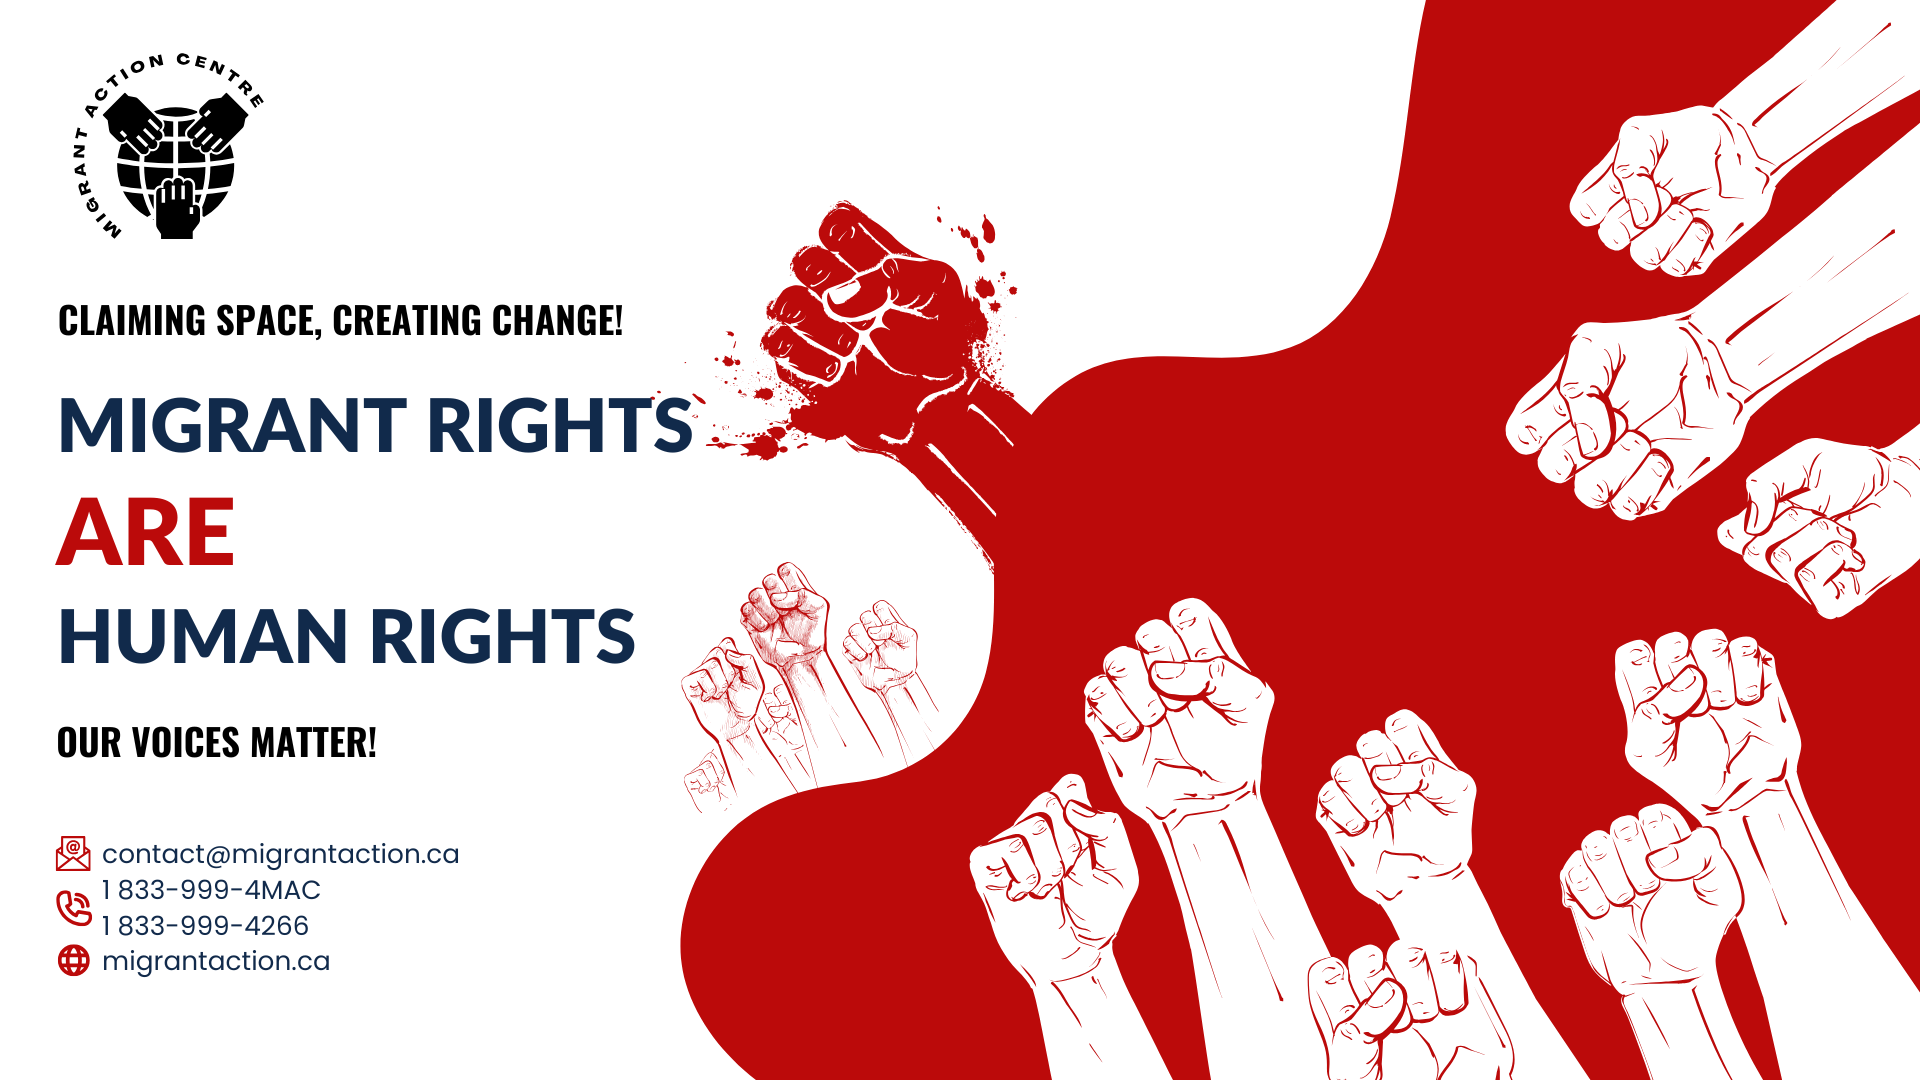 MIGRANT ACTION CENTRE
CLAIMING SPACE, CREATING CHANGE!
MIGRANT RIGHTS
ARE
HUMAN RIGHTS
OUR VOICES MATTER!
@
contact@migrantaction.ca
1 833-999-4MAC
1 833-999-4266
migrantaction.ca